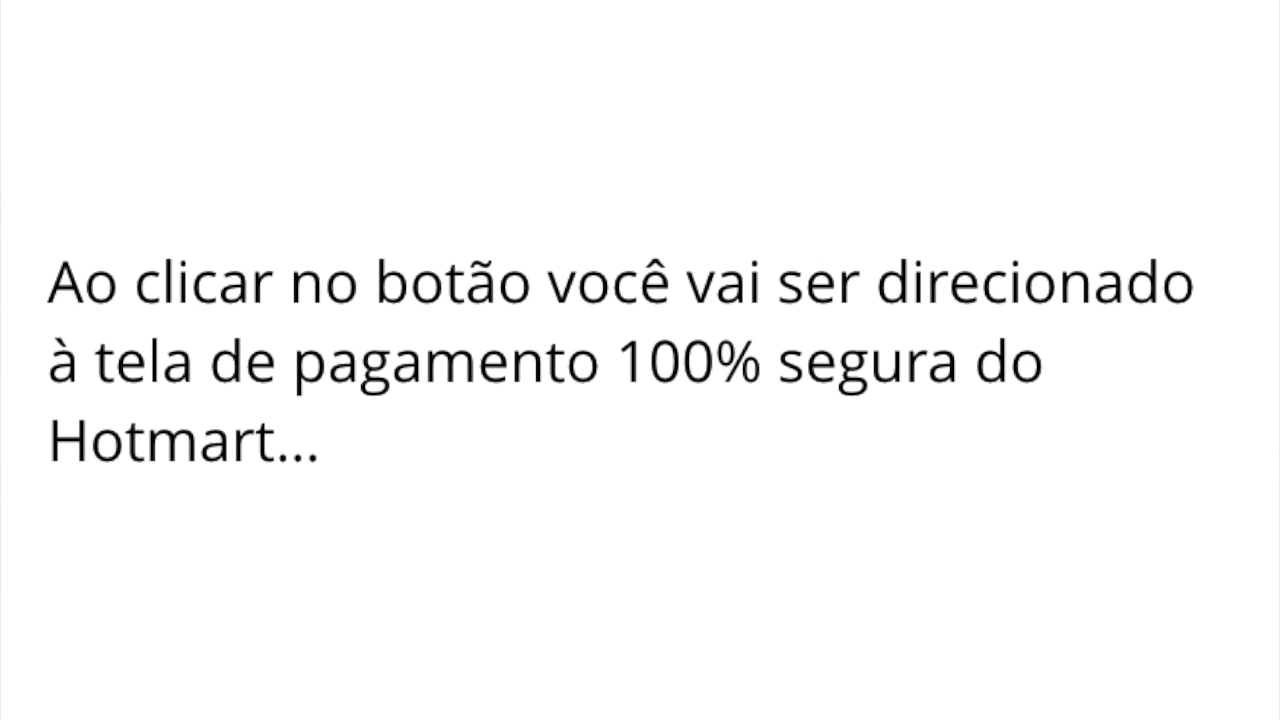 Ao clicar no botão você vai ser direcionado
à tela de pagamento 100% segura do
Hotmart...